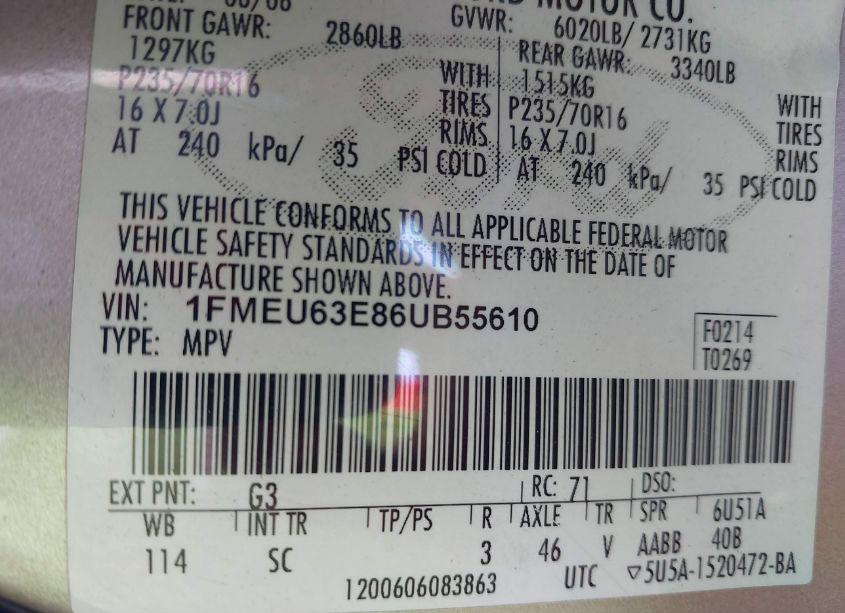 MOTOR CO.
FRONT GAWR: 2860LB
1297KG WITH
P235/70R16 TIRES
16 X 7.0J RIMS
AT 240 kPa/ 35 PSI COLD
GVWR: 6020LB/ 2731KG
REAR GAWR: 3340LB
1515KG WITH
P235/70R16 TIRES
16 X 7.0J RIMS
AT 240 kPa/ 35 PSI COLD
THIS VEHICLE CONFORMS TO ALL APPLICABLE FEDERAL MOTOR
VEHICLE SAFETY STANDARDS IN EFFECT ON THE DATE OF
MANUFACTURE SHOWN ABOVE.
VIN: 1FMEU63E86UB55610
TYPE: MPV
F0214
T0269
EXT PNT: G3 RC: 71 DSO:
WB INT TR TP/PS R AXLE TR SPR 6U51A
114 SC 3 46 V AABB 40B
1200606083863 UTC ▽5U5A-1520472-BA